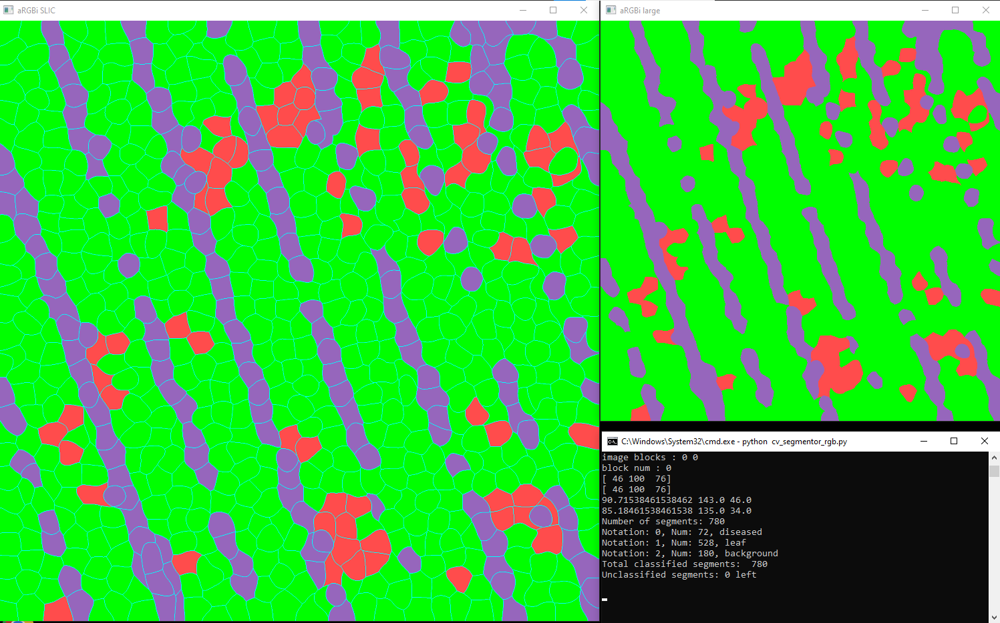 aRGBi SLIC
aRGBi large
C:\Windows\System32\cmd.exe - python  cv_segmentor_rgb.py
image blocks : 0 0
block num : 0
[ 46 100  76]
[ 46 100  76]
90.71538461538462 143.0 46.0
85.18461538461538 135.0 34.0
Number of segments: 780
Notation: 0, Num: 72, diseased
Notation: 1, Num: 528, leaf
Notation: 2, Num: 180, background
Total classified segments:  780
Unclassified segments: 0 left